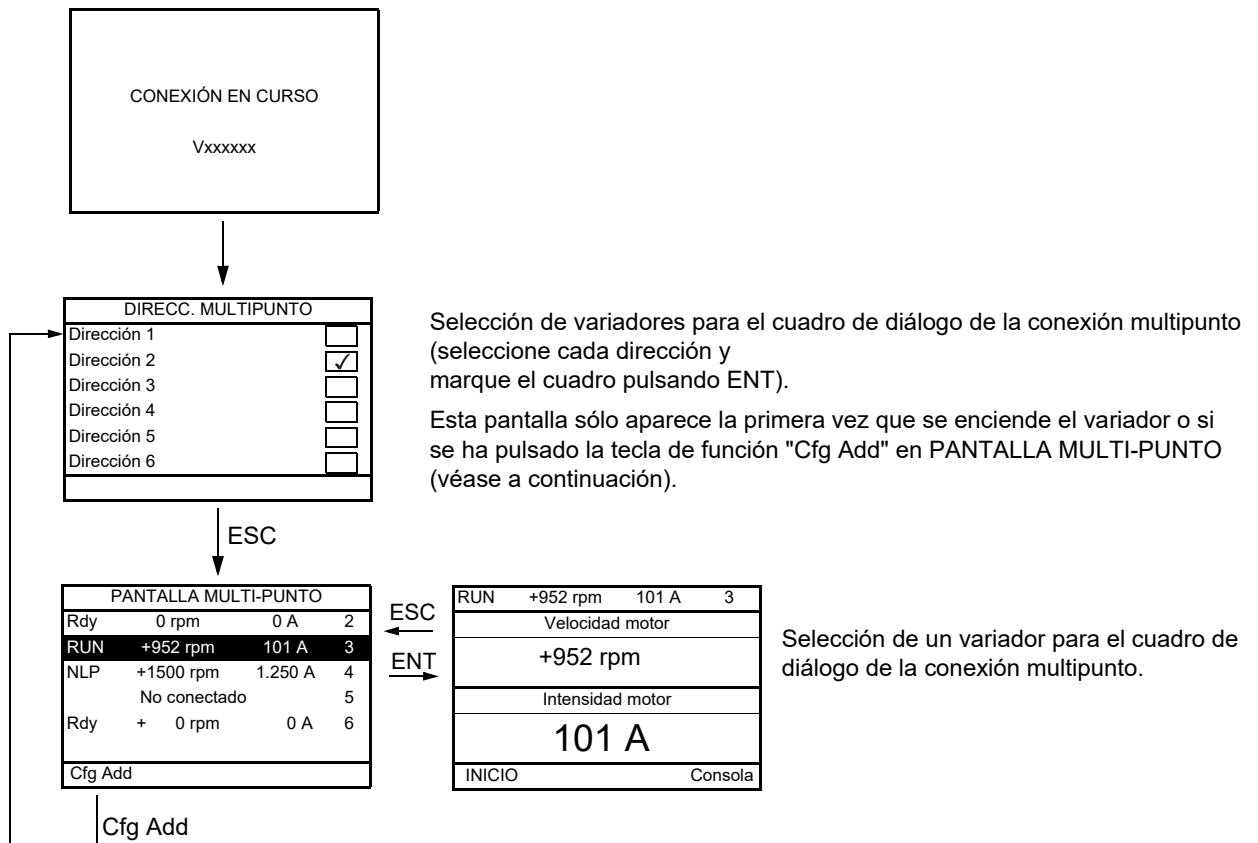 CONEXIÓN EN CURSO
Vxxxxxx
DIRECC. MULTIPUNTO
Dirección 1
Dirección 2 ✓
Dirección 3
Dirección 4
Dirección 5
Dirección 6
Selección de variadores para el cuadro de diálogo de la conexión multipunto
(seleccione cada dirección y
marque el cuadro pulsando ENT).
Esta pantalla sólo aparece la primera vez que se enciende el variador o si
se ha pulsado la tecla de función "Cfg Add" en PANTALLA MULTI-PUNTO
(véase a continuación).
ESC
PANTALLA MULTI-PUNTO
Rdy 0 rpm 0 A 2
RUN +952 rpm 101 A 3
NLP +1500 rpm 1.250 A 4
No conectado 5
Rdy + 0 rpm 0 A 6
Cfg Add
ESC
ENT
RUN +952 rpm 101 A 3
Velocidad motor
+952 rpm
Intensidad motor
101 A
INICIO Consola
Selección de un variador para el cuadro de
diálogo de la conexión multipunto.
Cfg Add